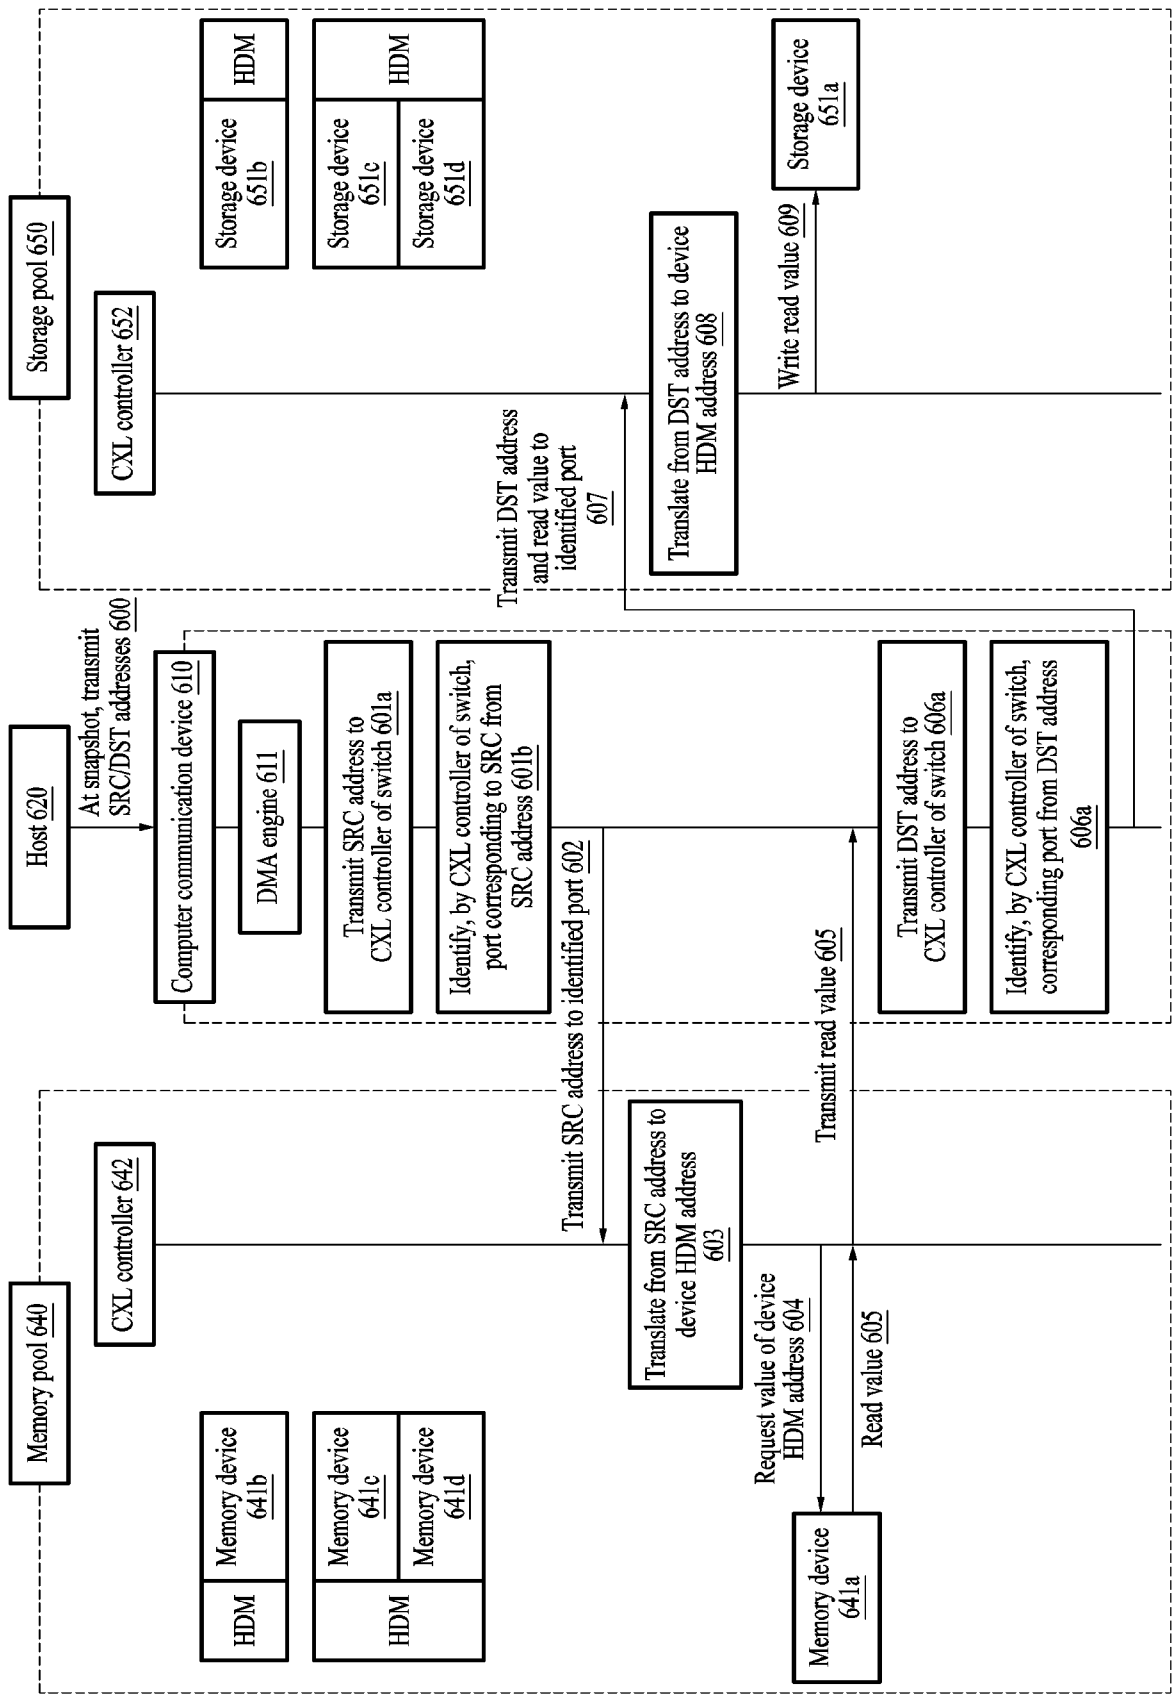 Memory pool 640
CXL controller 642
HDM
Memory device
641b
HDM
Memory device
641c
Memory device
641d
Transmit SRC address to identified port 602
Translate from SRC address to
device HDM address
603
Request value of device
HDM address 604
Read value 605
Memory device
641a
Transmit read value 605
Host 620
At snapshot, transmit
SRC/DST addresses 600
Computer communication device 610
DMA engine 611
Transmit SRC address to
CXL controller of switch 601a
Identify, by CXL controller of switch,
port corresponding to SRC from
SRC address 601b
Transmit DST address to
CXL controller of switch 606a
Identify, by CXL controller of switch,
corresponding port from DST address
606a
Storage pool 650
CXL controller 652
Storage device
651b
HDM
Storage device
651c
Storage device
651d
HDM
Transmit DST address
and read value to
identified port
607
Translate from DST address to device
HDM address 608
Write read value 609
Storage device
651a